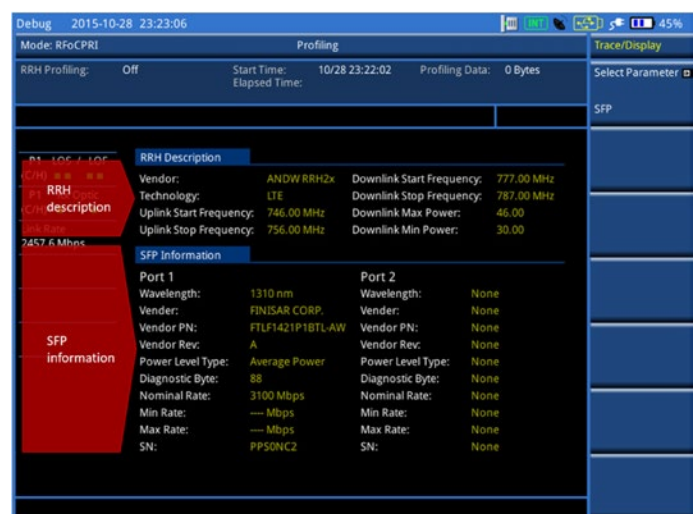 Debug 2015-10-28 23:23:06 INT 45%
Mode: RFoCPRI Profiling Trace/Display
RRH Profiling: Off Start Time: 10/28 23:22:02 Profiling Data: 0 Bytes
Elapsed Time:
Select Parameter
SFP
P1 LOS / LOF
RRH description
Link Rate
2457.6 Mbps
RRH Description
Vendor: ANDW RRH2x Downlink Start Frequency: 777.00 MHz
Technology: LTE Downlink Stop Frequency: 787.00 MHz
Uplink Start Frequency: 746.00 MHz Downlink Max Power: 46.00
Uplink Stop Frequency: 756.00 MHz Downlink Min Power: 30.00
SFP information
SFP Information
Port 1 Port 2
Wavelength: 1310 nm Wavelength: None
Vender: FINISAR CORP. Vender: None
Vendor PN: FTLF1421P1BTL-AW Vendor PN: None
Vendor Rev: A Vendor Rev: None
Power Level Type: Average Power Power Level Type: None
Diagnostic Byte: 88 Diagnostic Byte: None
Nominal Rate: 3100 Mbps Nominal Rate: None
Min Rate: ---- Mbps Min Rate: None
Max Rate: ---- Mbps Max Rate: None
SN: PPS0NC2 SN: None